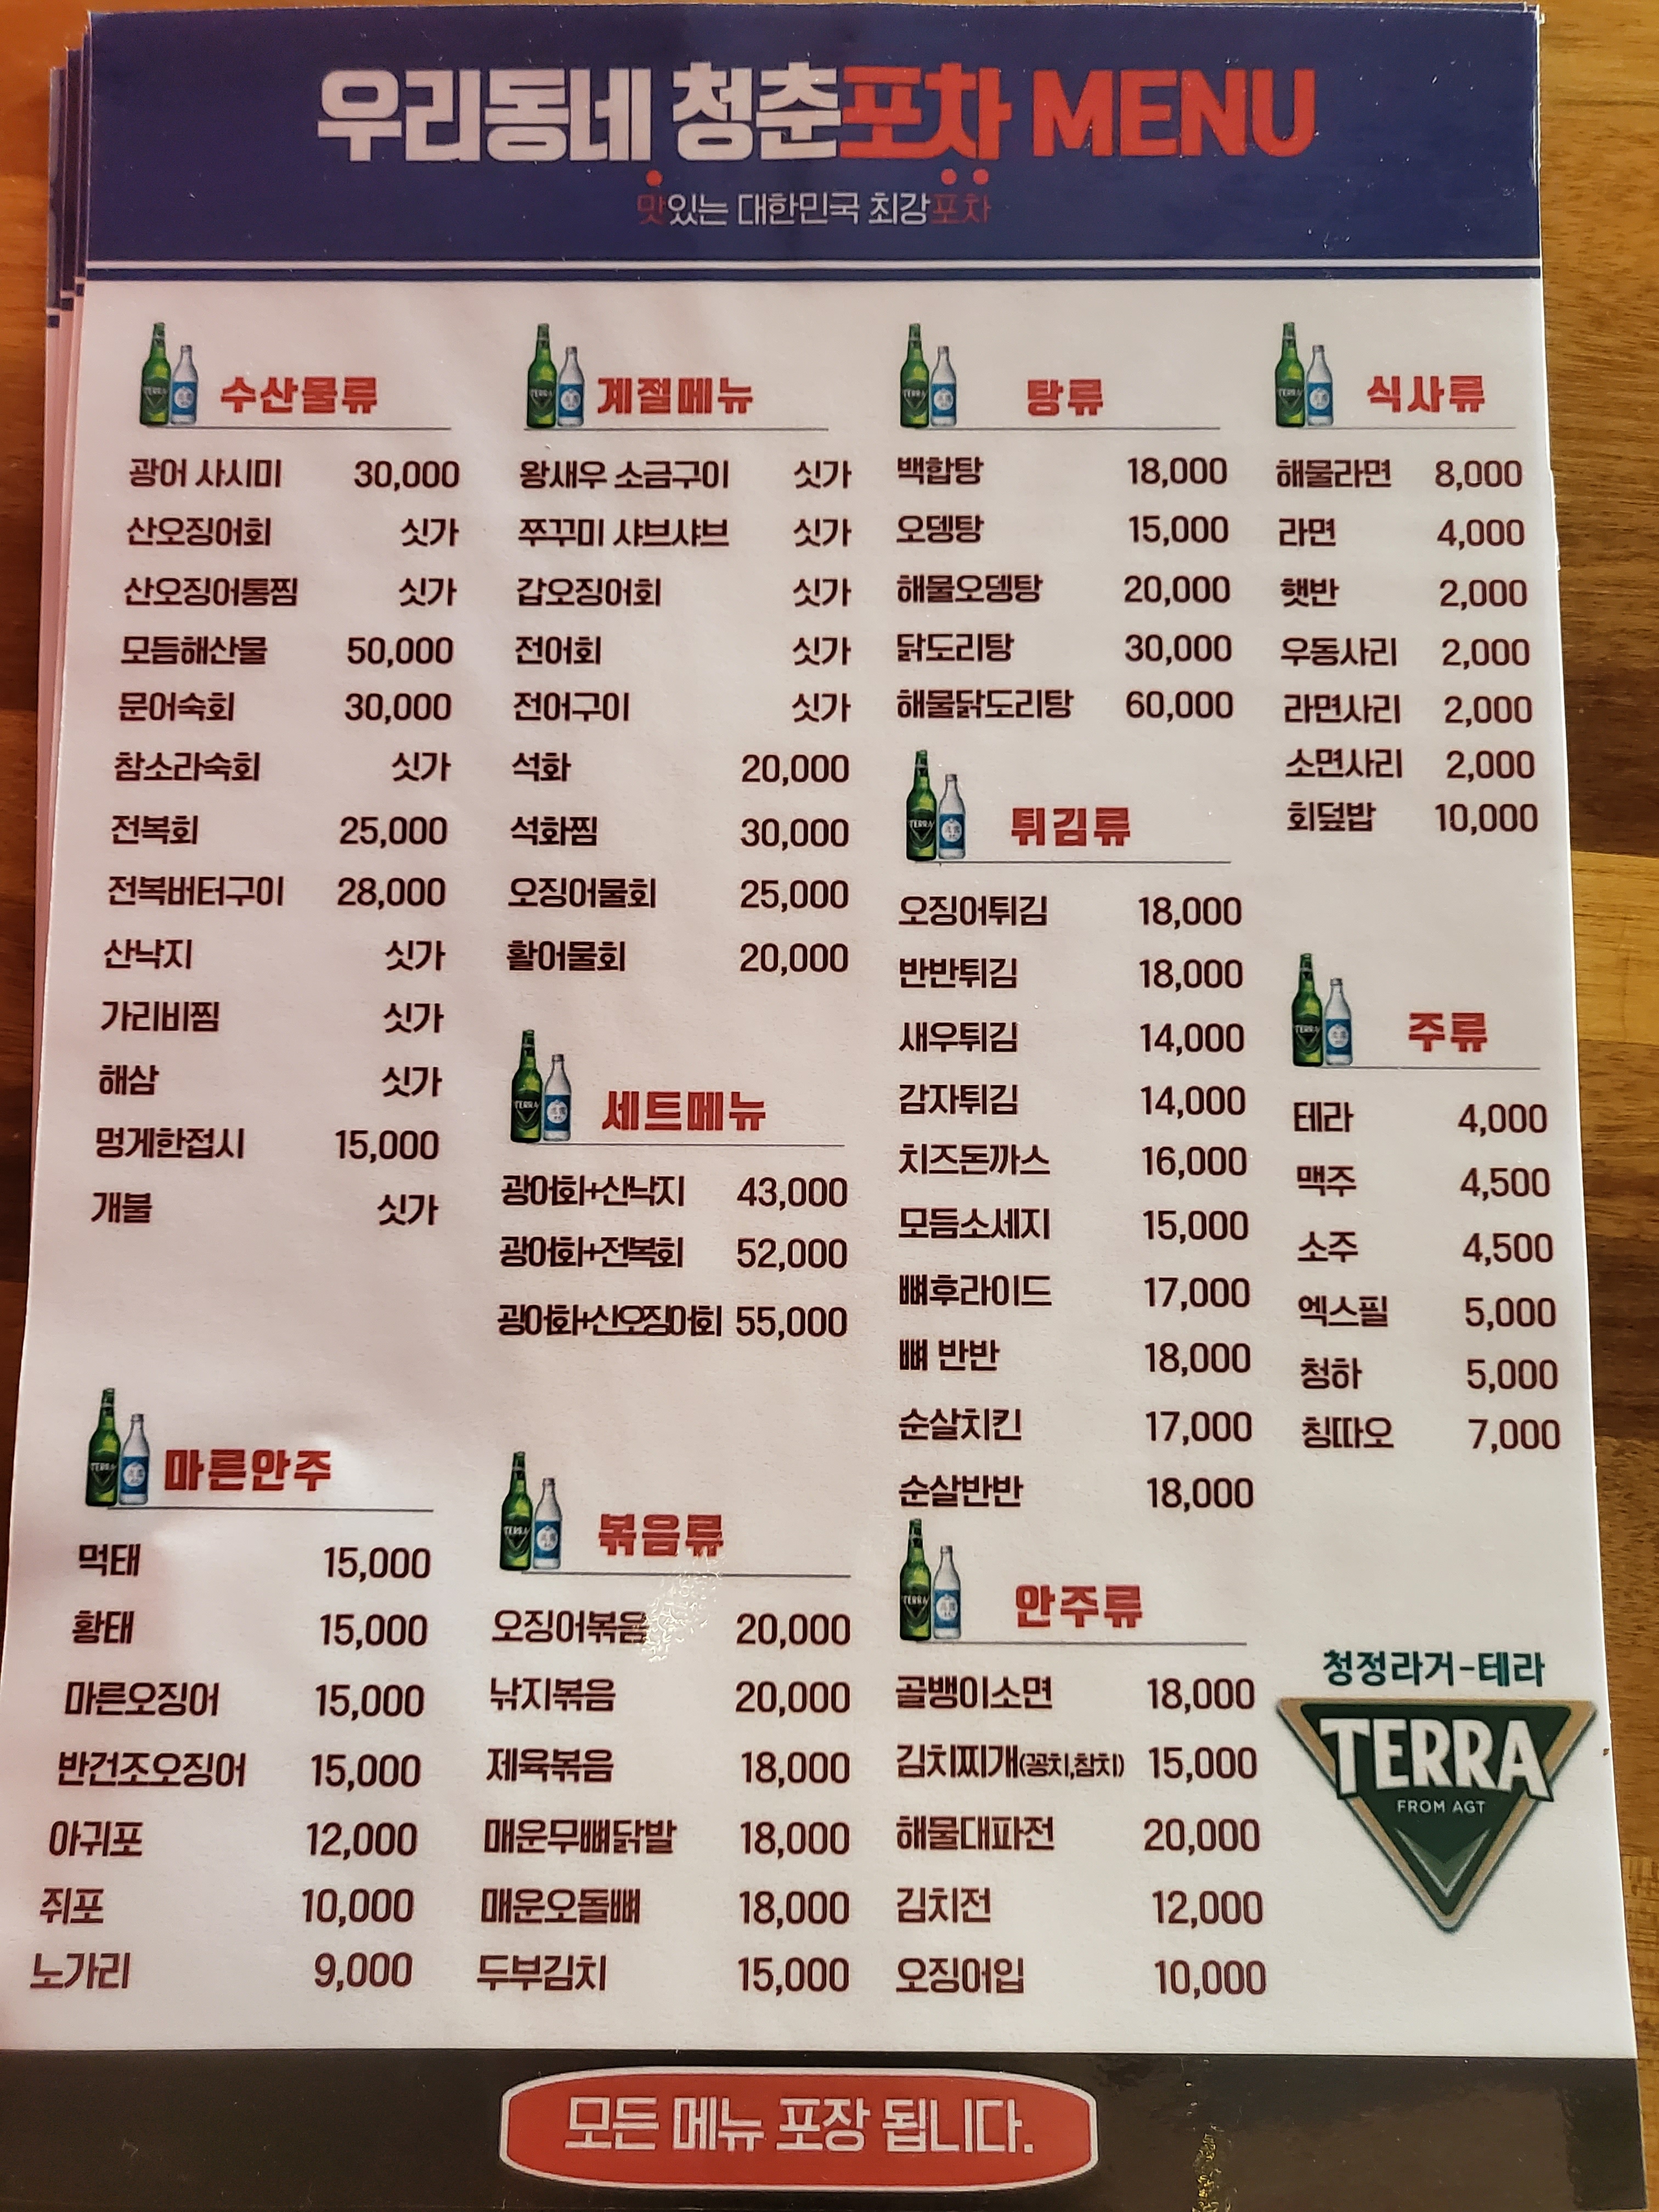 우리동네 청춘포차 MENU
맛있는 대한민국 최강포차
수산물류
광어 사시미 30,000
산오징어회 싯가
산오징어통찜 싯가
모듬해산물 50,000
문어숙회 30,000
참소라숙회 싯가
전복회 25,000
전복버터구이 28,000
산낙지 싯가
가리비찜 싯가
해삼 싯가
멍게한접시 15,000
개불 싯가
마른안주
먹태 15,000
황태 15,000
마른오징어 15,000
반건조오징어 15,000
아귀포 12,000
쥐포 10,000
노가리 9,000
계절메뉴
왕새우 소금구이 싯가
쭈꾸미 샤브샤브 싯가
갑오징어회 싯가
전어회 싯가
전어구이 싯가
석화 20,000
석화찜 30,000
오징어물회 25,000
활어물회 20,000
세트메뉴
광어회+산낙지 43,000
광어회+전복회 52,000
광어회+산오징어회 55,000
볶음류
오징어볶음 20,000
낚지볶음 20,000
제육볶음 18,000
매운무뼈닭발 18,000
매운오돌뼈 18,000
두부김치 15,000
탕류
백합탕 18,000
오뎅탕 15,000
해물오뎅탕 20,000
닭도리탕 30,000
해물닭도리탕 60,000
튀김류
오징어튀김 18,000
반반튀김 18,000
새우튀김 14,000
감자튀김 14,000
치즈돈까스 16,000
모듬소세지 15,000
뼈후라이드 17,000
뼈 반반 18,000
순살치킨 17,000
순살반반 18,000
안주류
골뱅이소면 18,000
김치찌개(꽁치,참치) 15,000
해물대파전 20,000
김치전 12,000
오징어입 10,000
식사류
해물라면 8,000
라면 4,000
햇반 2,000
우동사리 2,000
라면사리 2,000
소면사리 2,000
회덮밥 10,000
주류
테라 4,000
맥주 4,500
소주 4,500
엑스필 5,000
청하 5,000
칭따오 7,000
청정라거-테라
TERRA
FROM AGT
모든 메뉴 포장 됩니다.